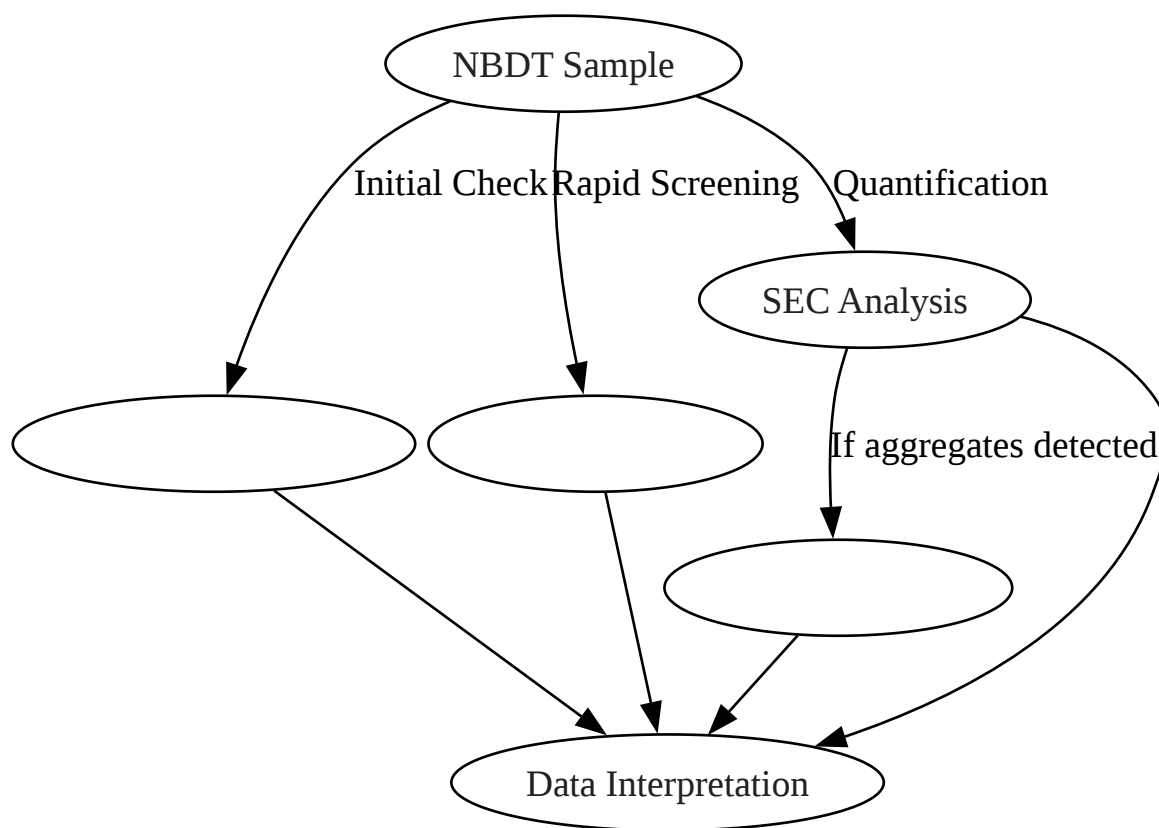 NBDT Sample
Initial Check
Rapid Screening
Quantification
SEC Analysis
If aggregates detected
Data Interpretation